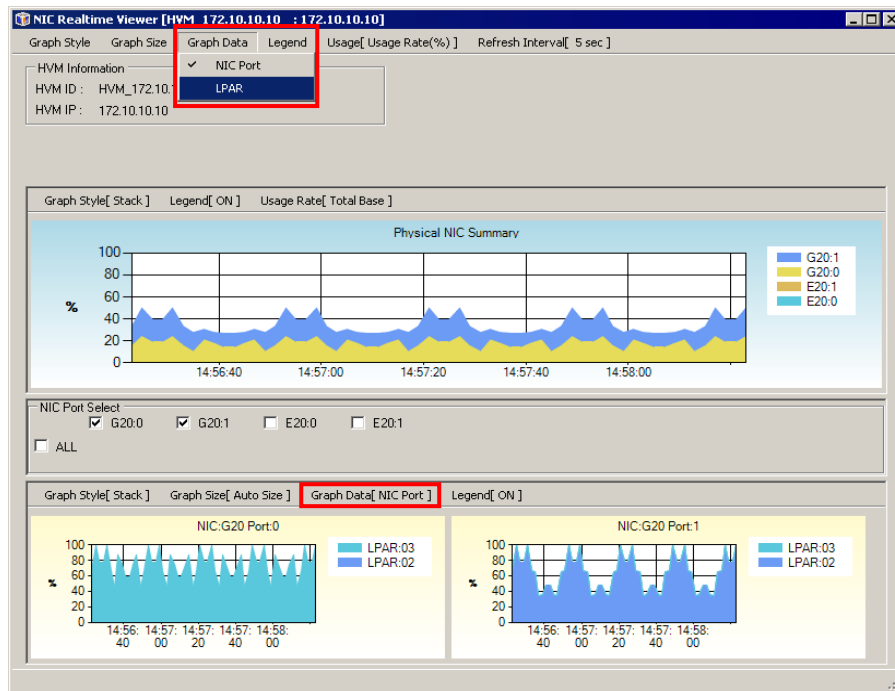 NIC Realtime Viewer [HVM_172.10.10.10 : 172.10.10.10]
Graph Style Graph Size Graph Data Legend Usage[ Usage Rate(%) ] Refresh Interval[ 5 sec ]
NIC Port
LPAR
HVM Information
HVM ID : HVM_172.10.
HVM IP : 172.10.10.10
Graph Style[ Stack ] Legend[ ON ] Usage Rate[ Total Base ]
Physical NIC Summary
%
100
80
60
40
20
0
14:56:40 14:57:00 14:57:20 14:57:40 14:58:00
G20:1
G20:0
E20:1
E20:0
NIC Port Select
G20:0 G20:1 E20:0 E20:1
ALL
Graph Style[ Stack ] Graph Size[ Auto Size ] Graph Data[ NIC Port ] Legend[ ON ]
NIC:G20 Port:0
%
100
80
60
40
20
0
14:56: 14:57: 14:57: 14:57: 14:58:
40 00 20 40 00
LPAR:03
LPAR:02
NIC:G20 Port:1
%
100
80
60
40
20
0
14:56: 14:57: 14:57: 14:57: 14:58:
40 00 20 40 00
LPAR:03
LPAR:02